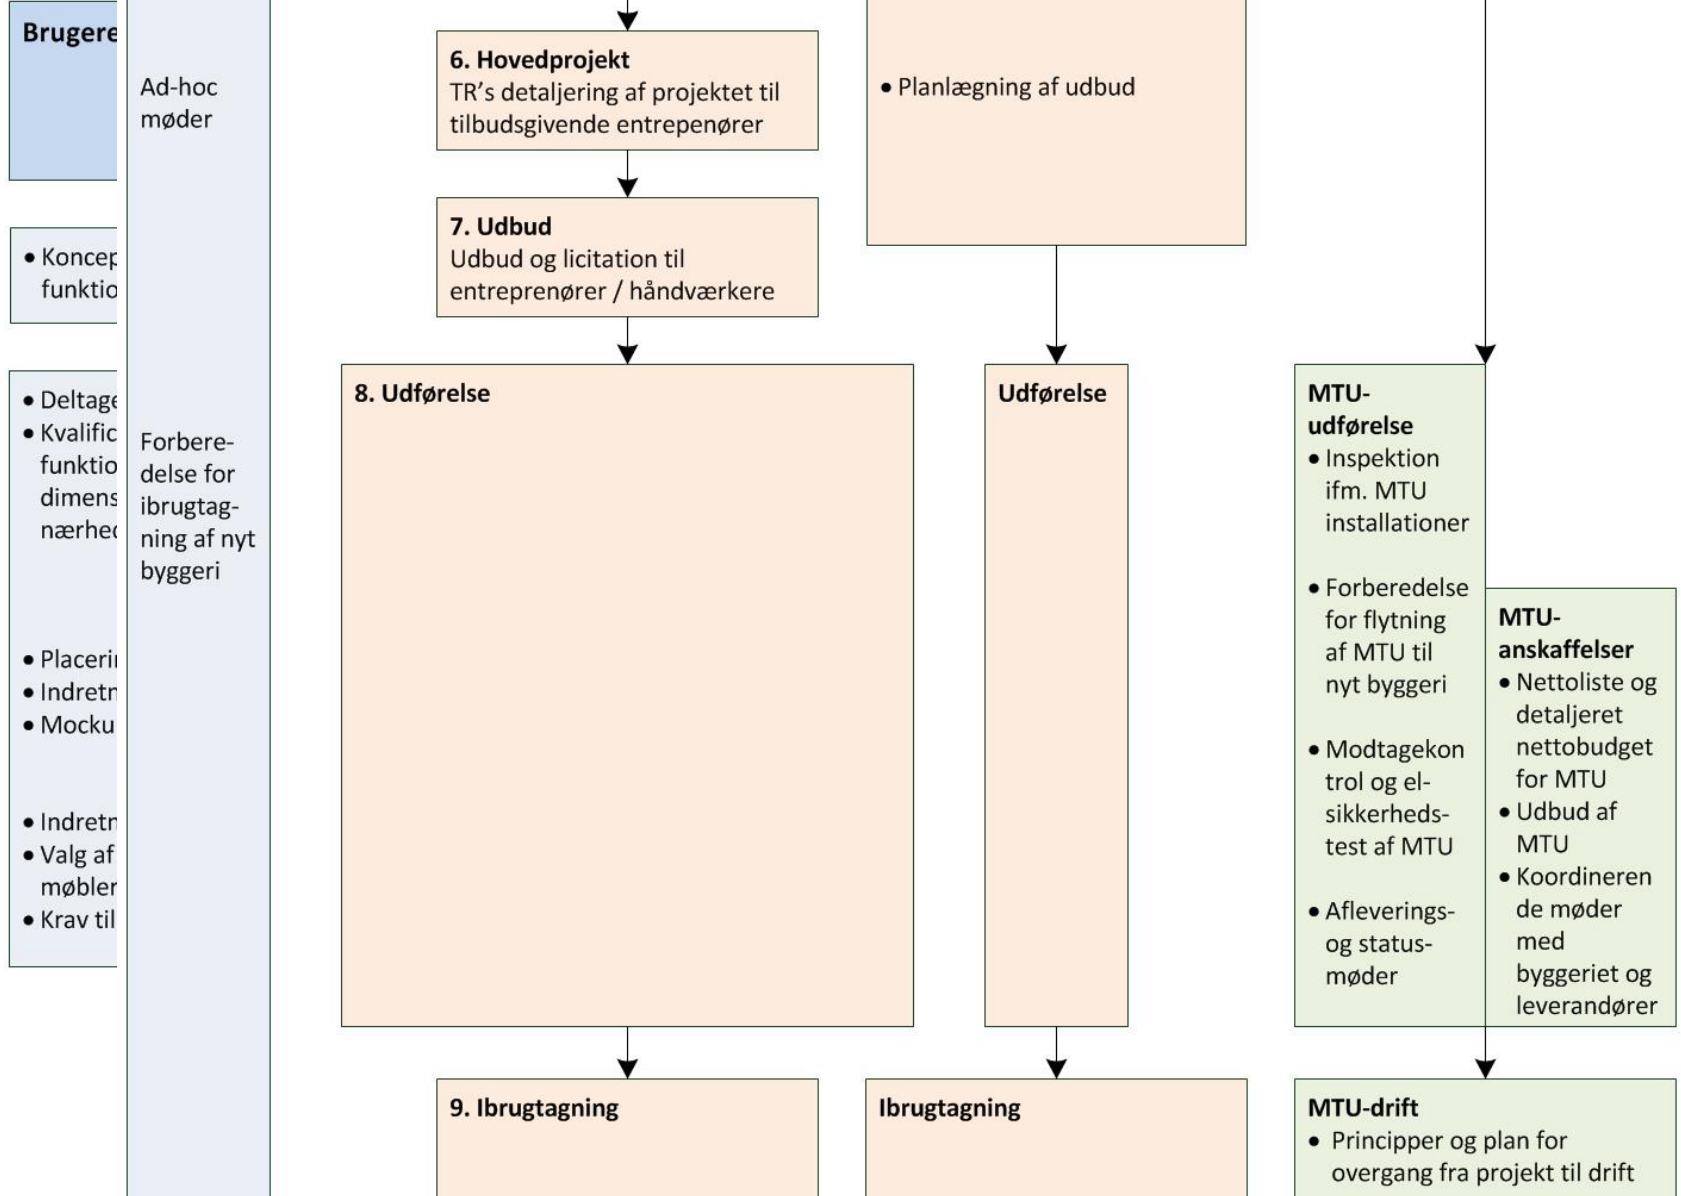 Brugere
Koncep
funktio
• Deltage
• Kvalific
funktio
dimens
nærhed
• Placerin
• Indretn
• Mocku
• Indretn
• Valg af
møbler
• Krav til
Ad-hoc
møder
Forbere-
delse for
ibrugtag-
ning af nyt
byggeri
6. Hovedprojekt
TR's detaljering af projektet til
tilbudsgivende entrepenører
7. Udbud
Udbud og licitation til
entreprenører / håndværkere
8. Udførelse
9. Ibrugtagning
• Planlægning af udbud
Udførelse
Ibrugtagning
MTU-
udførelse
• Inspektion
ifm. MTU
installationer
• Forberedelse
for flytning
af MTU til
nyt byggeri
• Modtagekon
trol og el-
sikkerheds-
test af MTU
• Afleverings-
og status-
møder
MTU-
anskaffelser
• Nettoliste og
detaljeret
nettobudget
for MTU
• Udbud af
MTU
• Koordineren
de møder
med
byggeriet og
leverandører
MTU-drift
• Principper og plan for
overgang fra projekt til drift